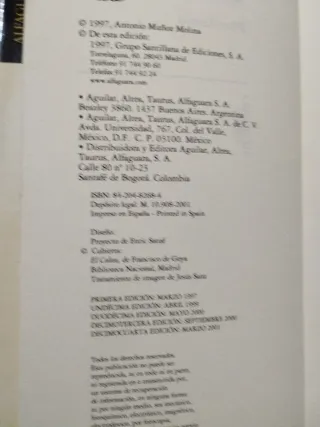 ALFAGU
© 1997, Antonio Muñoz Molina
© De esta edición:
1997, Grupo Santillana de Ediciones, S. A.
Torrelaguna, 60. 28043 Madrid
Teléfono 91 744 90 60
Telefax 91 744 92 24
www.alfaguara.com
• Aguilar, Altea, Taurus, Alfaguara S. A.
Beazley 3860. 1437 Buenos Aires. Argentina
• Aguilar, Altea, Taurus, Alfaguara S. A. de C. V.
Avda. Universidad, 767, Col. del Valle,
México, D.F. C. P. 03100. México
• Distribuidora y Editora Aguilar, Altea,
Taurus, Alfaguara, S. A.
Calle 80 nº 10-23
Santafé de Bogotá. Colombia
ISBN: 84-204-8268-4
Depósito legal: M. 10.908-2001
Impreso en España - Printed in Spain
Diseño:
Proyecto de Enric Satué
© Cubierta:
El Coloso, de Francisco de Goya
Biblioteca Nacional, Madrid
Tratamiento de imagen de Jesús Sanz
PRIMERA EDICIÓN: MARZO 1997
UNDÉCIMA EDICIÓN: ABRIL 1999
DUODÉCIMA EDICIÓN: MAYO 2000
DECIMOTERCERA EDICIÓN: SEPTIEMBRE 2000
DECIMOCUARTA EDICIÓN: MARZO 2001
Todos los derechos reservados.
Esta publicación no puede ser
reproducida, ni en todo ni en parte,
ni registrada en o transmitida por,
un sistema de recuperación
de información, en ninguna forma
ni por ningún medio, sea mecánico,
fotoquímico, electrónico, magnético,
electroóptico, por fotocopia,